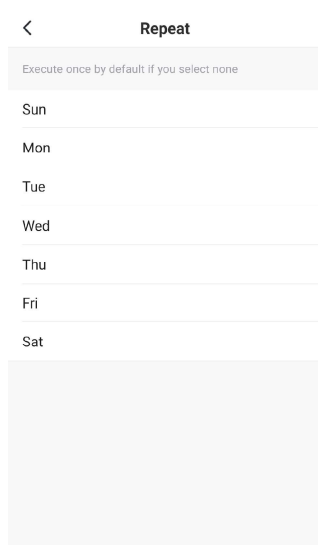 Repeat
Execute once by default if you select none
Sun
Mon
Tue
Wed
Thu
Fri
Sat